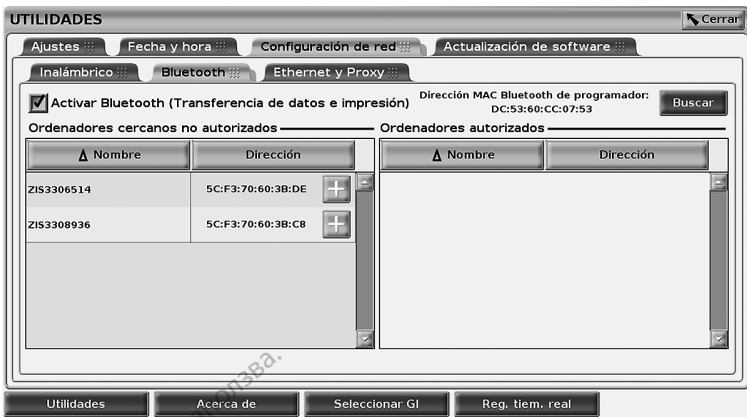 UTILIDADES
Cerrar
Ajustes
Fecha y hora
Configuración de red
Actualización de software
Inalámbrico
Bluetooth
Ethernet y Proxy
Activar Bluetooth (Transferencia de datos e impresión)
Dirección MAC Bluetooth de programador:
DC:53:60:CC:07:53
Buscar
Ordenadores cercanos no autorizados
Ordenadores autorizados
Nombre
Dirección
Nombre
Dirección
ZIS3306514
5C:F3:70:60:3B:DE
ZIS3308936
5C:F3:70:60:3B:C8
Utilidades
Acerca de
Seleccionar GI
Reg. tiem. real